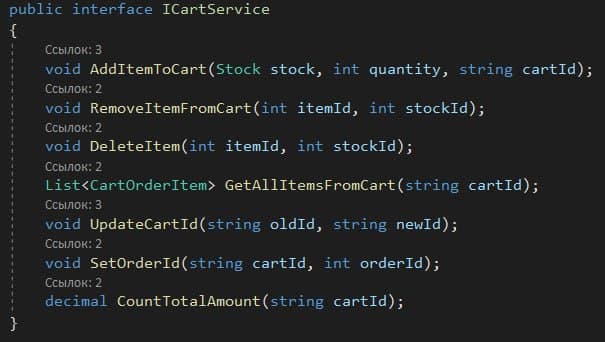 public interface ICartService
{
Ссылок: 3
void AddItemToCart(Stock stock, int quantity, string cartId);
Ссылок: 2
void RemoveItemFromCart(int itemId, int stockId);
Ссылок: 2
void DeleteItem(int itemId, int stockId);
Ссылок: 2
List<CartOrderItem> GetAllItemsFromCart(string cartId);
Ссылок: 3
void UpdateCartId(string oldId, string newId);
Ссылок: 2
void SetOrderId(string cartId, int orderId);
Ссылок: 2
decimal CountTotalAmount(string cartId);
}